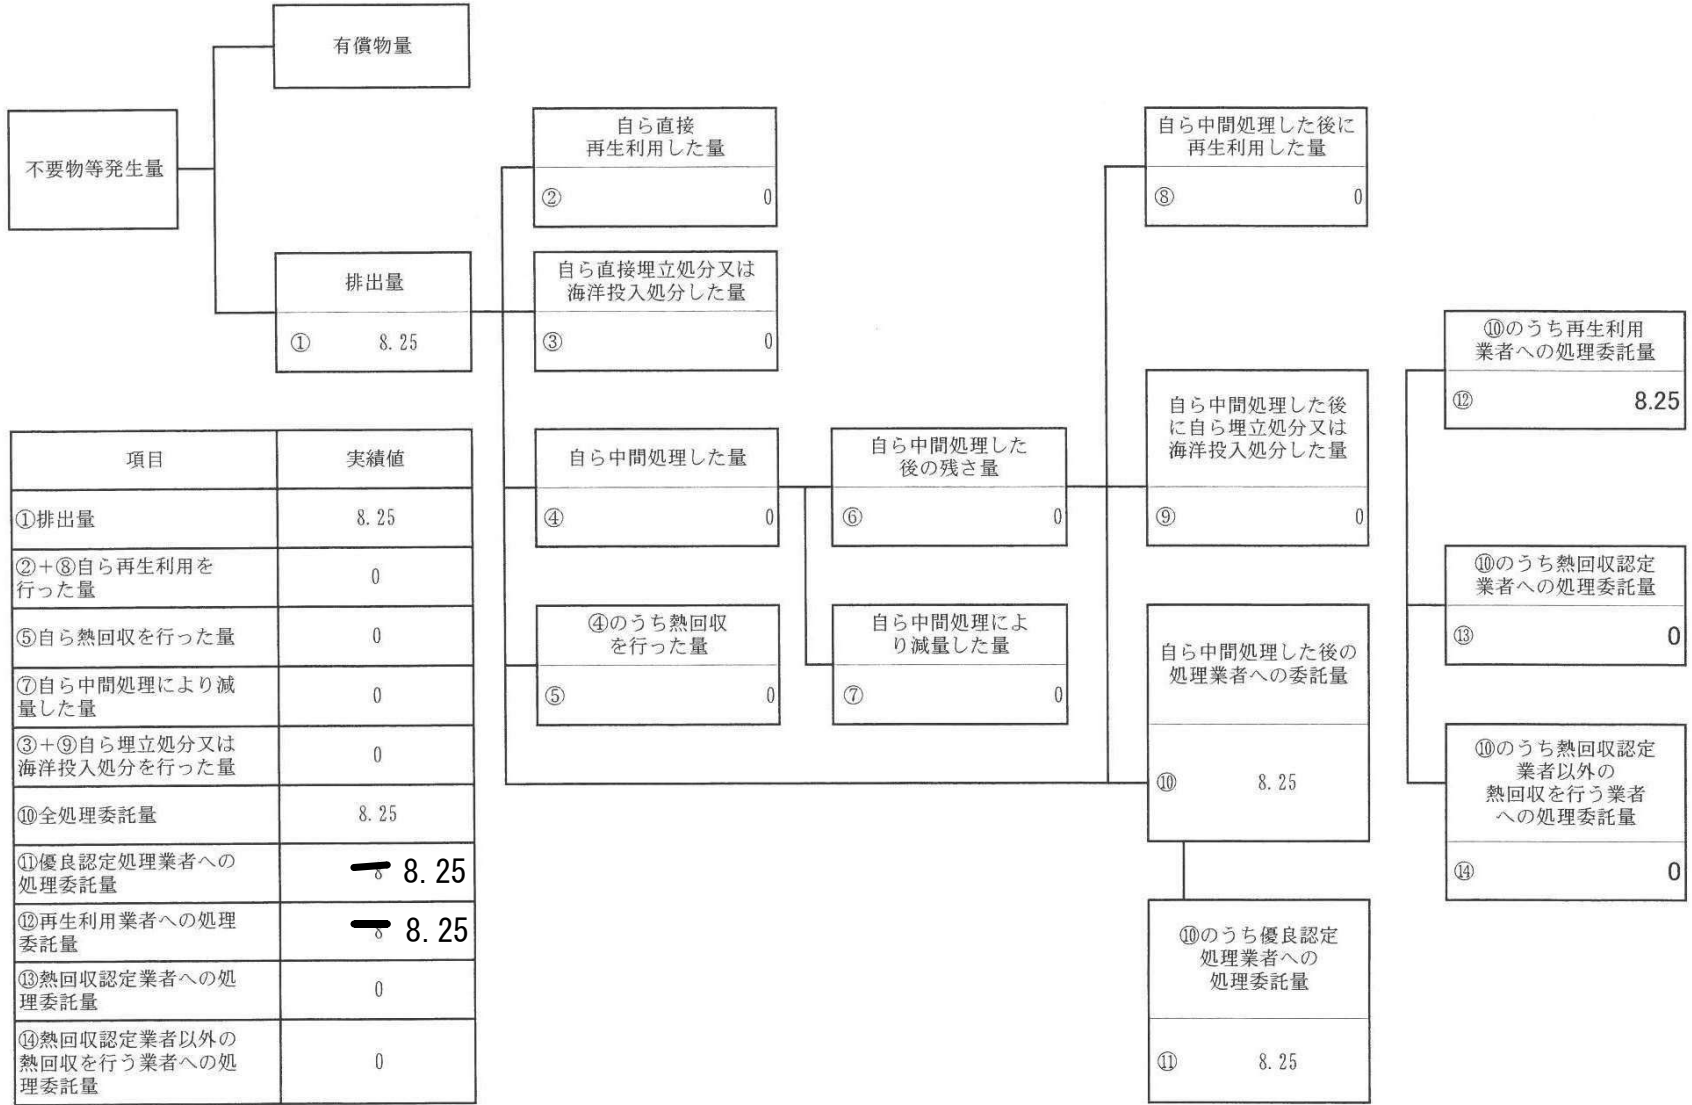 有償物量
不要物等発生量
排出量
① 8.25
自ら直接
再生利用した量
② 0
自ら直接埋立処分又は
海洋投入処分した量
③ 0
自ら中間処理した量
④ 0
④のうち熱回収
を行った量
⑤ 0
自ら中間処理した
後の残さ量
⑥ 0
自ら中間処理によ
り減量した量
⑦ 0
自ら中間処理した後に
再生利用した量
⑧ 0
自ら中間処理した後
に自ら埋立処分又は
海洋投入処分した量
⑨ 0
自ら中間処理した後の
処理業者への委託量
⑩ 8.25
⑩のうち優良認定
処理業者への
処理委託量
⑪ 8.25
⑩のうち再生利用
業者への処理委託量
⑫ 8.25
⑩のうち熱回収認定
業者への処理委託量
⑬ 0
⑩のうち熱回収認定
業者以外の
熱回収を行う業者
への処理委託量
⑭ 0
項目 実績値
①排出量 8.25
②+⑧自ら再生利用を
行った量 0
⑤自ら熱回収を行った量 0
⑦自ら中間処理により減
量した量 0
③+⑨自ら埋立処分又は
海洋投入処分を行った量 0
⑩全処理委託量 8.25
⑪優良認定処理業者への
処理委託量 8.25
⑫再生利用業者への処理
委託量 8.25
⑬熱回収認定業者への処
理委託量 0
⑭熱回収認定業者以外の
熱回収を行う業者への処
理委託量 0